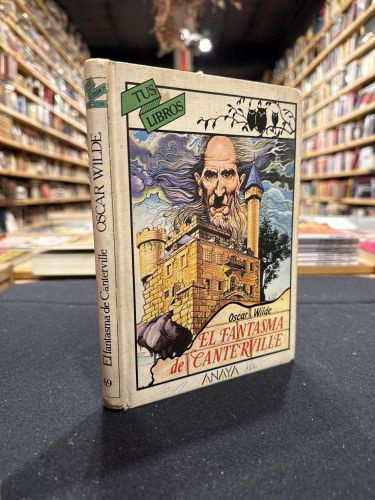 TUS
LIBROS
Oscar Wilde
EL FANTASMA
de CANTERVILLE
ANAYA
OSCAR WILDE
El fantasma de Canterville
69